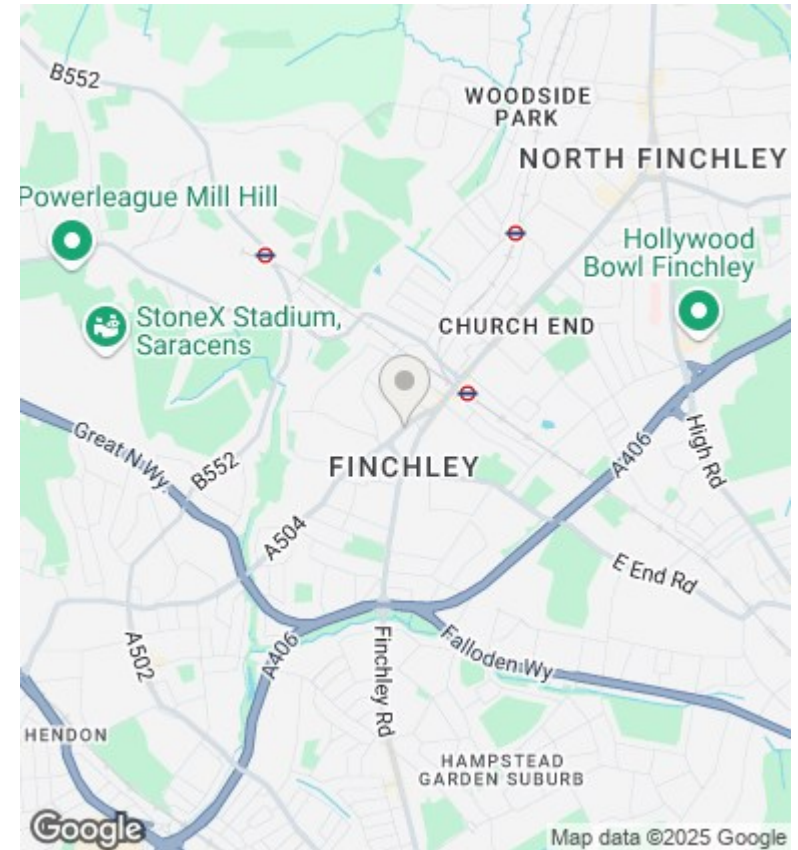 B552
WOODSIDE
PARK
NORTH FINCHLEY
Powerleague Mill Hill
Hollywood
Bowl Finchley
StoneX Stadium,
Saracens
CHURCH END
Great N Wy
B552
FINCHLEY
A406
High Rd
A504
E End Rd
A502
A406
Finchley Rd
Falloden Wy
HENDON
HAMPSTEAD
GARDEN SUBURB
Google
Map data ©2025 Google